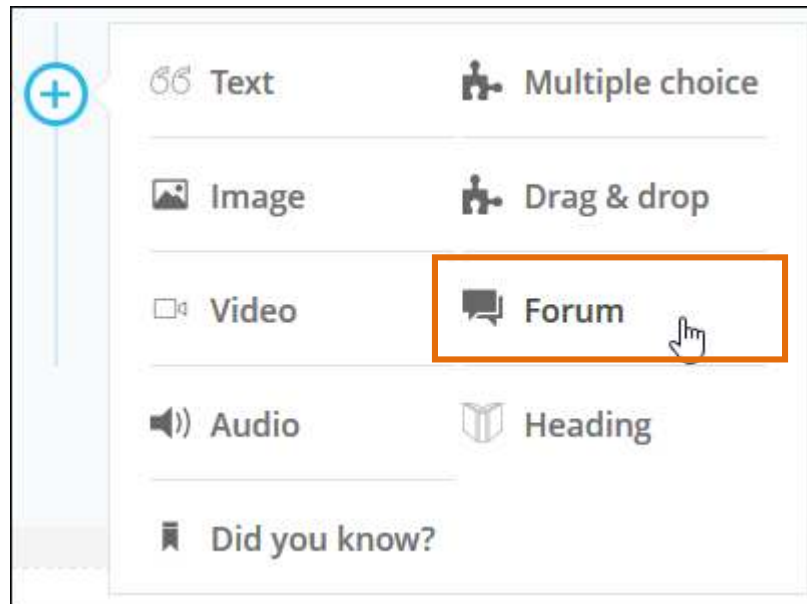 Text
Multiple choice
Image
Drag & drop
Video
Forum
Audio
Heading
Did you know?